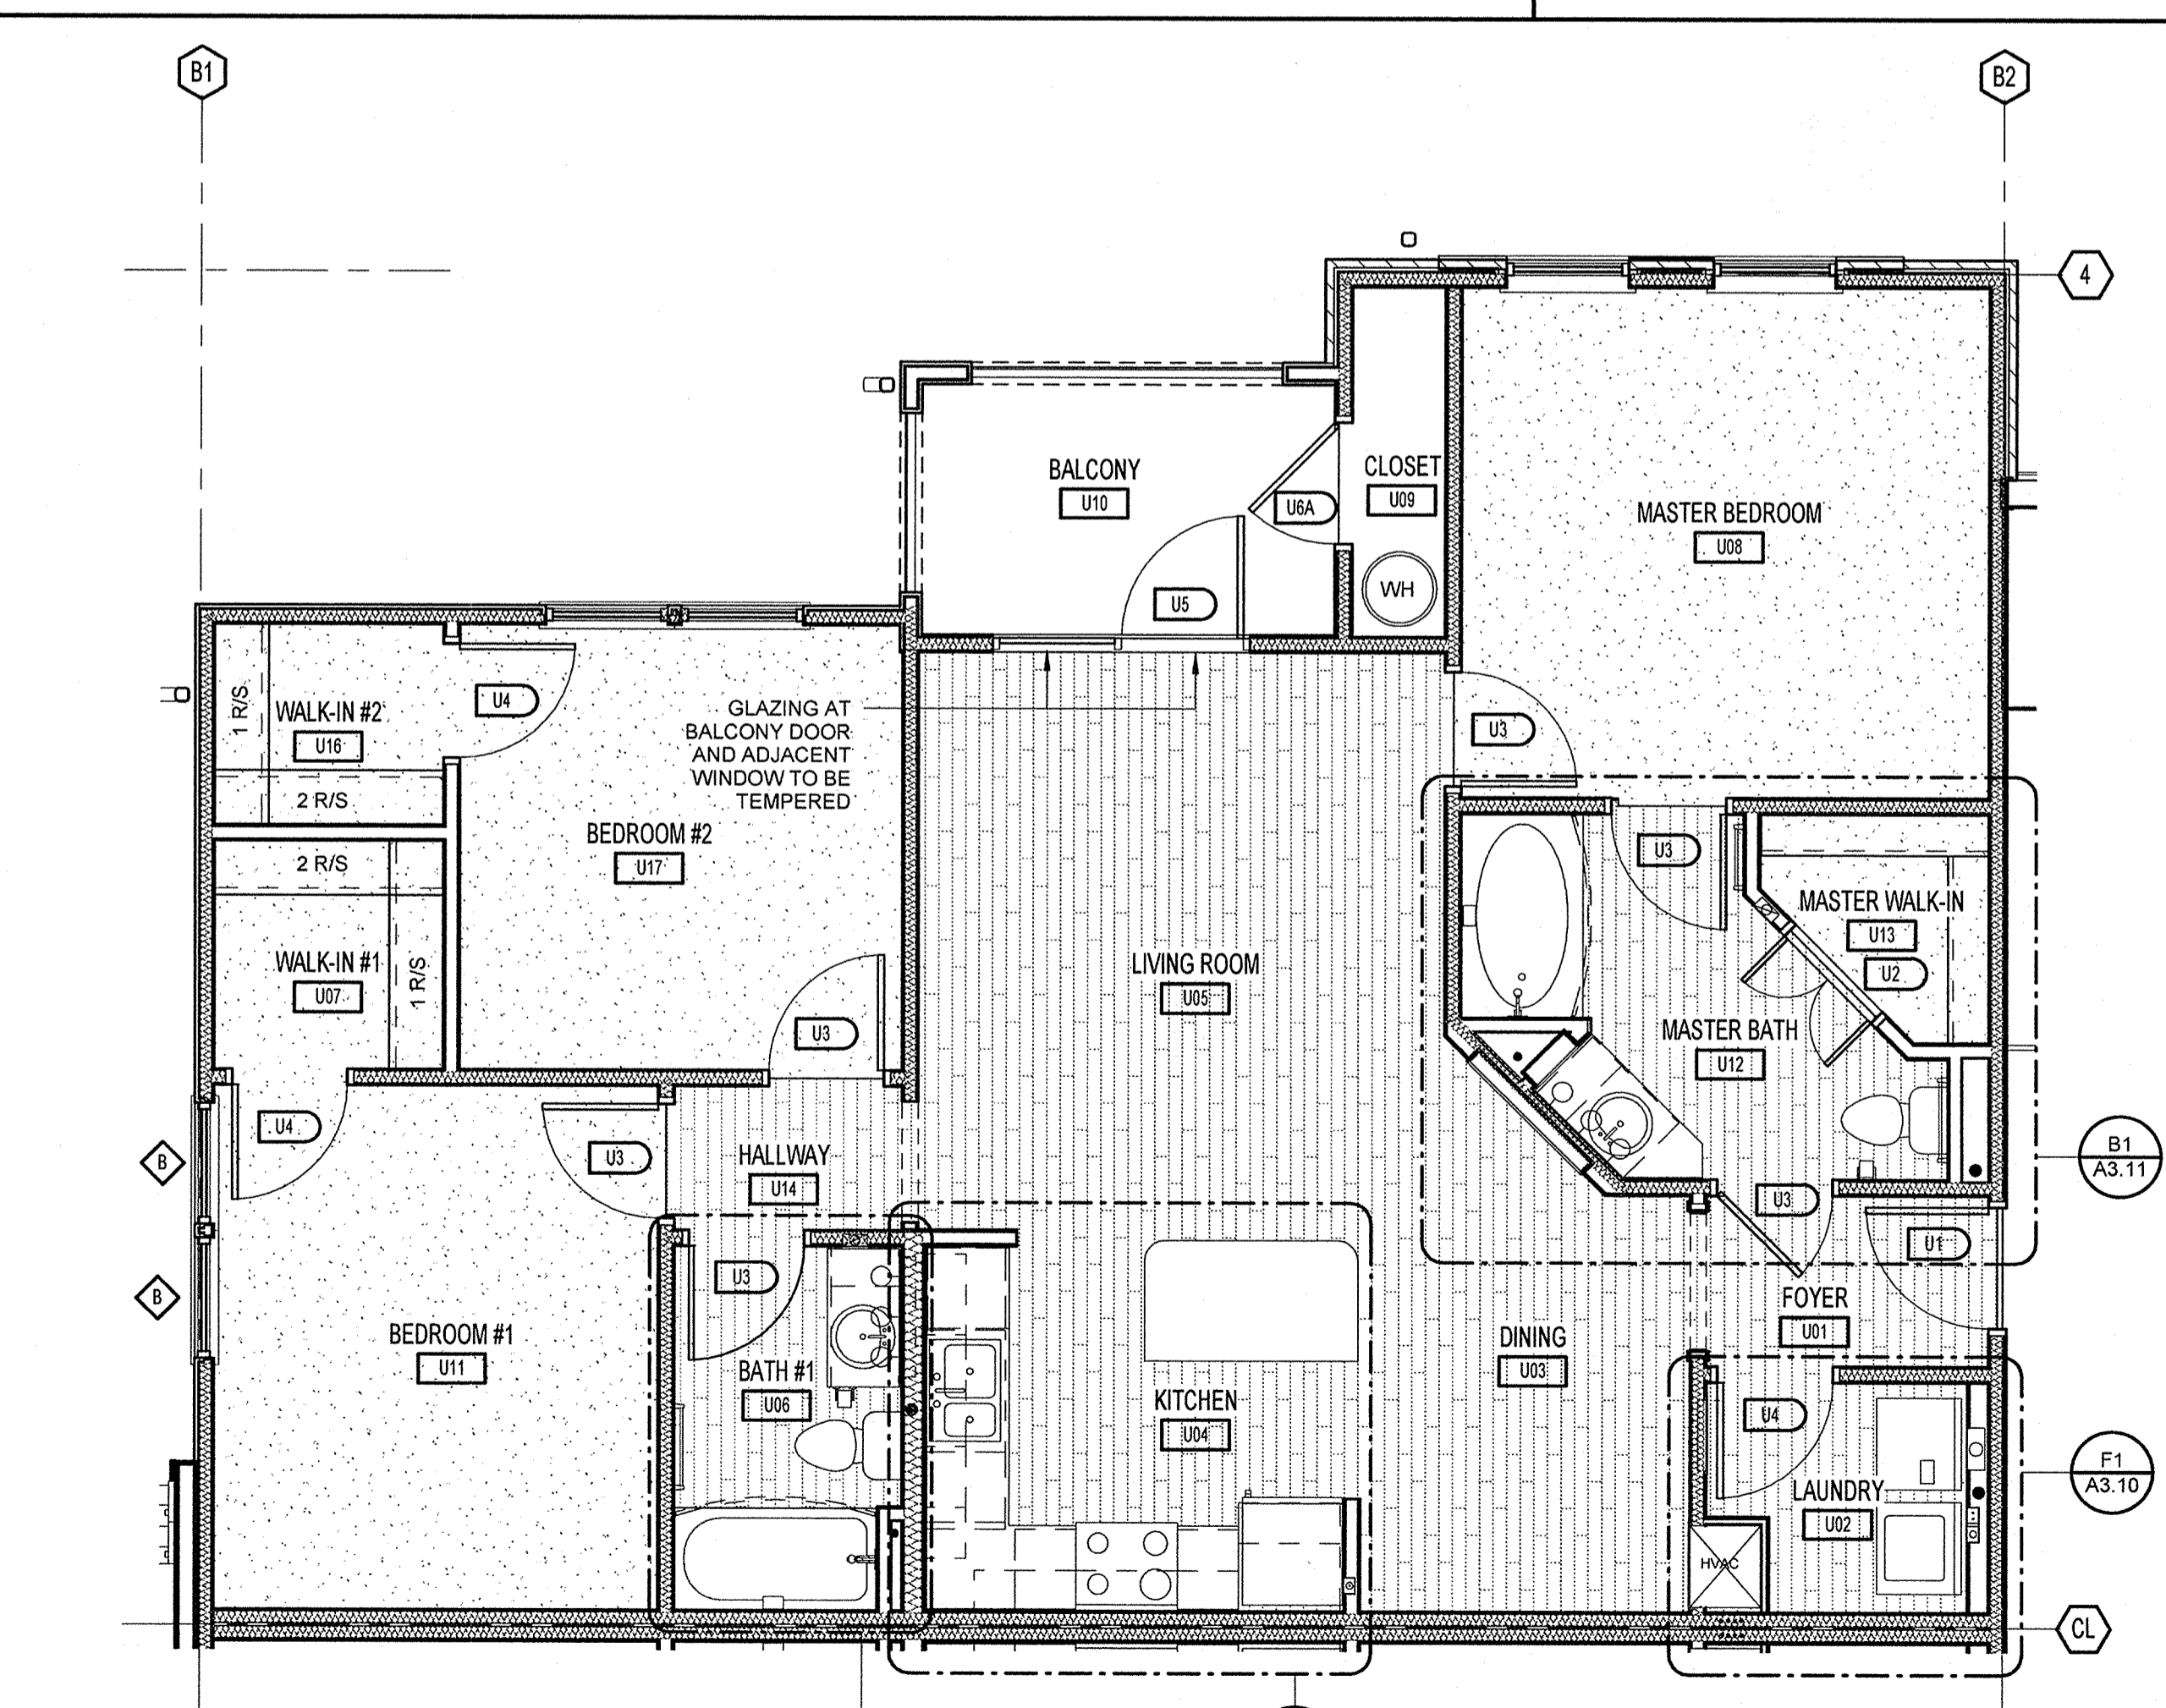 B1
B2
4
BALCONY
U10
U6A
CLOSET
U09
WH
U5
MASTER BEDROOM
U08
1 R/S
WALK-IN #2
U16
2 R/S
U4
GLAZING AT
BALCONY DOOR
AND ADJACENT
WINDOW TO BE
TEMPERED
U3
BEDROOM #2
U17
2 R/S
WALK-IN #1
U07
1 R/S
U3
U3
MASTER WALK-IN
U13
U2
LIVING ROOM
U05
MASTER BATH
U12
U4
U3
HALLWAY
U14
B
B
B1
A3.11
U3
U1
U3
FOYER
U01
BEDROOM #1
U11
BATH #1
U06
DINING
U03
KITCHEN
U04
U4
LAUNDRY
U02
HVAC
F1
A3.10
CL